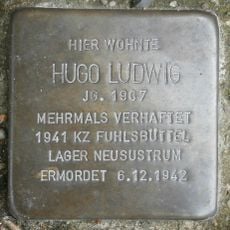 HIER WOHNTE
HUGO LUDWIG
JG. 1907
MEHRMALS VERHAFTET
1941 KZ FUHLSBÜTTEL
LAGER NEUSUSTRUM
ERMORDET 6.12.1942